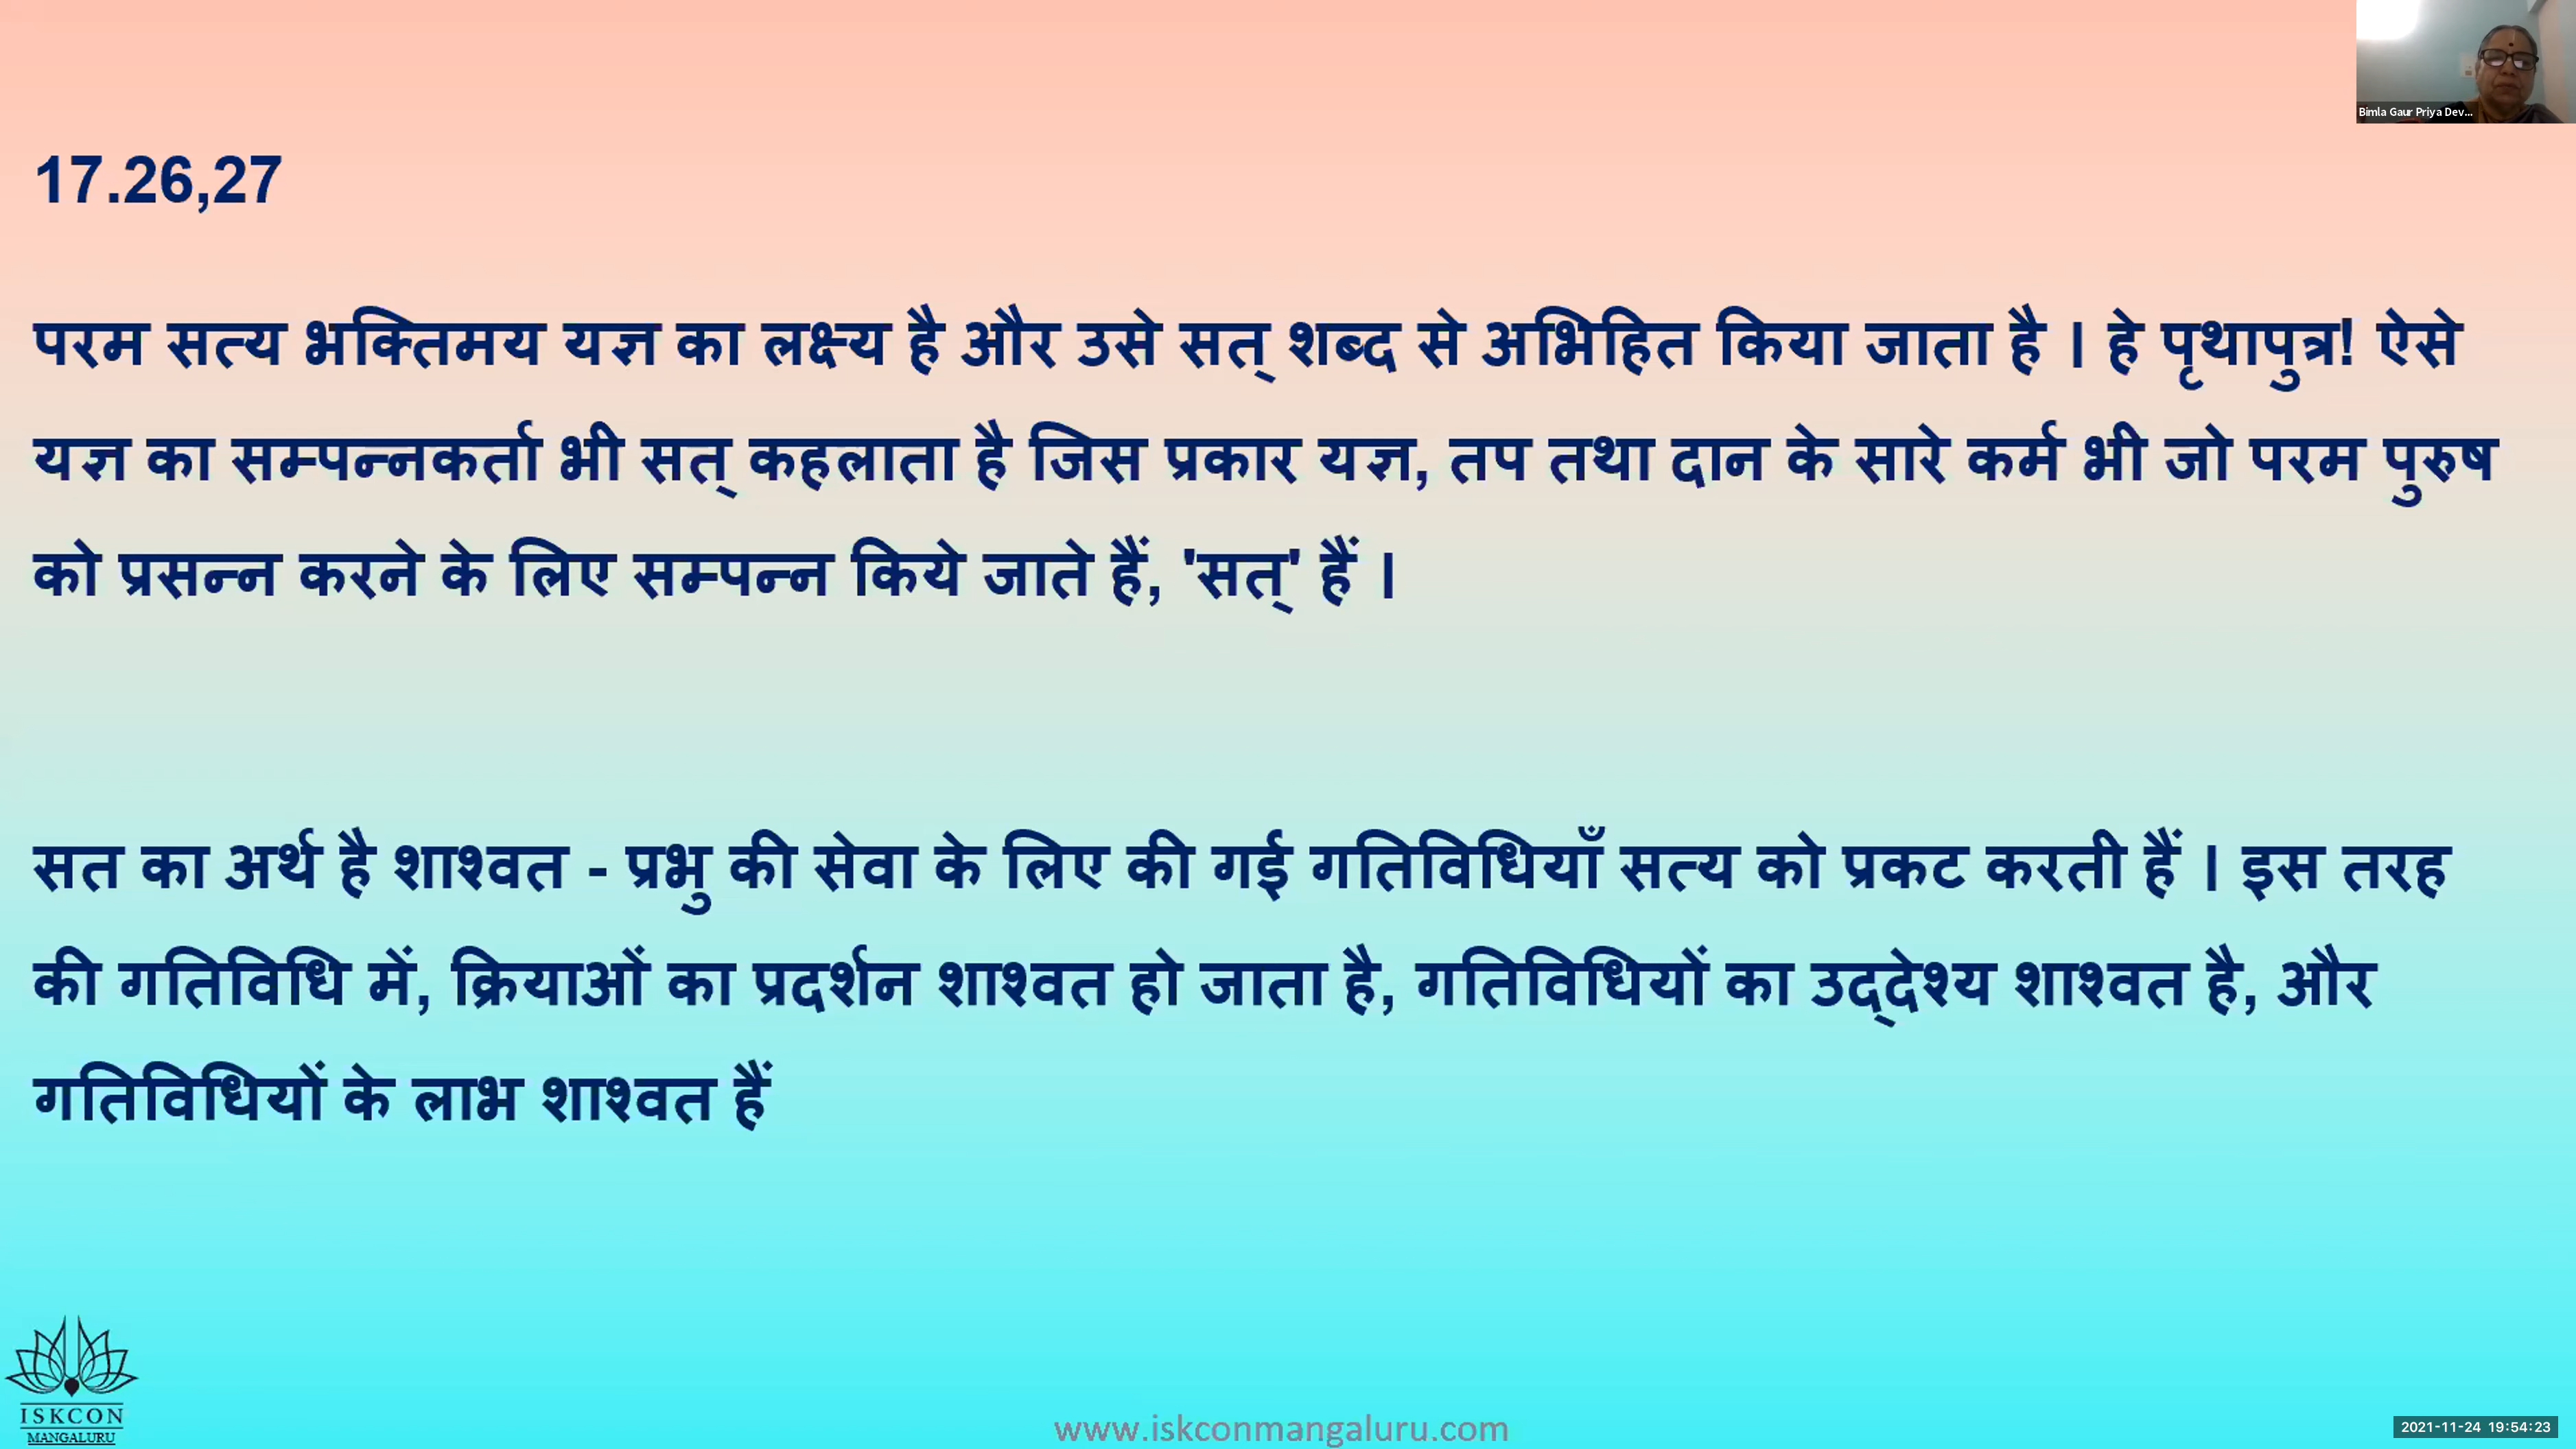 Bimla Gaur Priya Dev...
17.26,27
परम सत्य भक्तिमय यज्ञ का लक्ष्य है और उसे सत् शब्द से अभिहित किया जाता है । हे पृथापुत्र! ऐसे
यज्ञ का सम्पन्नकर्ता भी सत् कहलाता है जिस प्रकार यज्ञ, तप तथा दान के सारे कर्म भी जो परम पुरुष
को प्रसन्न करने के लिए सम्पन्न किये जाते हैं, 'सत्' हैं ।
सत का अर्थ है शाश्वत - प्रभु की सेवा के लिए की गई गतिविधियाँ सत्य को प्रकट करती हैं । इस तरह
की गतिविधि में, क्रियाओं का प्रदर्शन शाश्वत हो जाता है, गतिविधियों का उद्देश्य शाश्वत है, और
गतिविधियों के लाभ शाश्वत हैं
ISKCON
MANGALURU
www.iskconmangaluru.com
2021-11-24 19:54:23